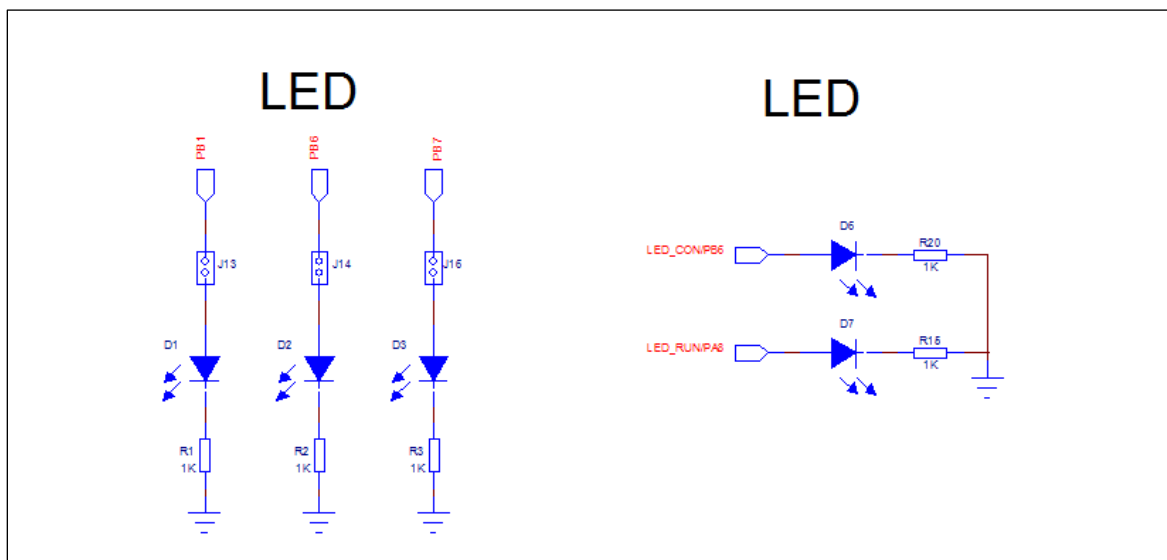 LED
LED
PB1
PB6
PB7
J13
J14
J15
D1
D2
D3
R1
1K
R2
1K
R3
1K
LED_CON/PB5
D6
R20
1K
LED_RUN/PA8
D7
R15
1K